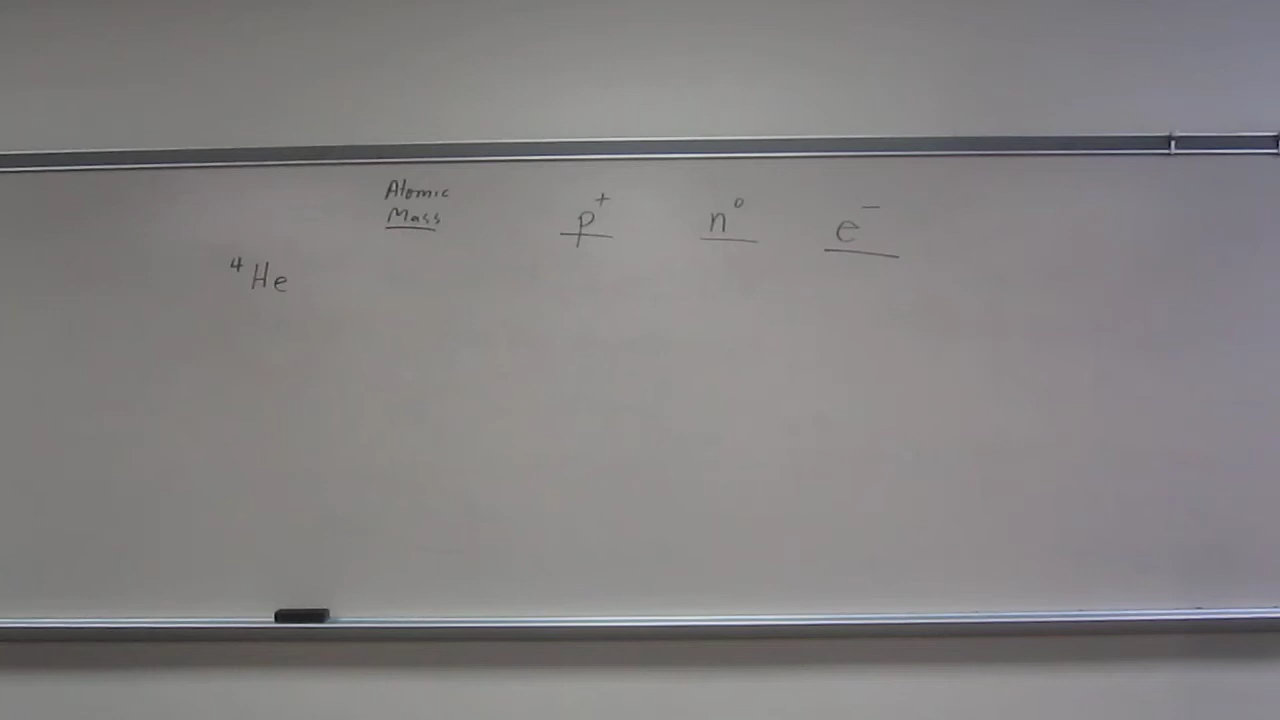 Atomic
Mass
p⁺ n⁰ e⁻
⁴He